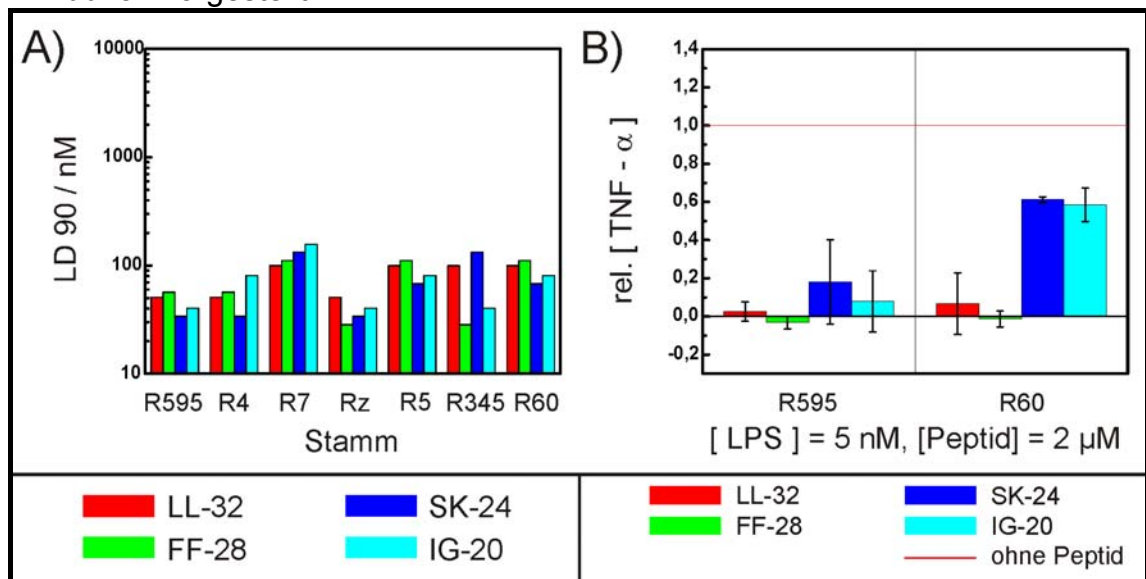 A)
10000
1000
100
10
LD 90 / nM
R595 R4 R7 Rz R5 R345 R60
Stamm
B)
1,4
1,2
1,0
0,8
0,6
0,4
0,2
0,0
-0,2
rel. [ TNF - α ]
R595 R60
[ LPS ] = 5 nM, [Peptid] = 2 µM
LL-32 SK-24
FF-28 IG-20
LL-32 SK-24
FF-28 IG-20
ohne Peptid